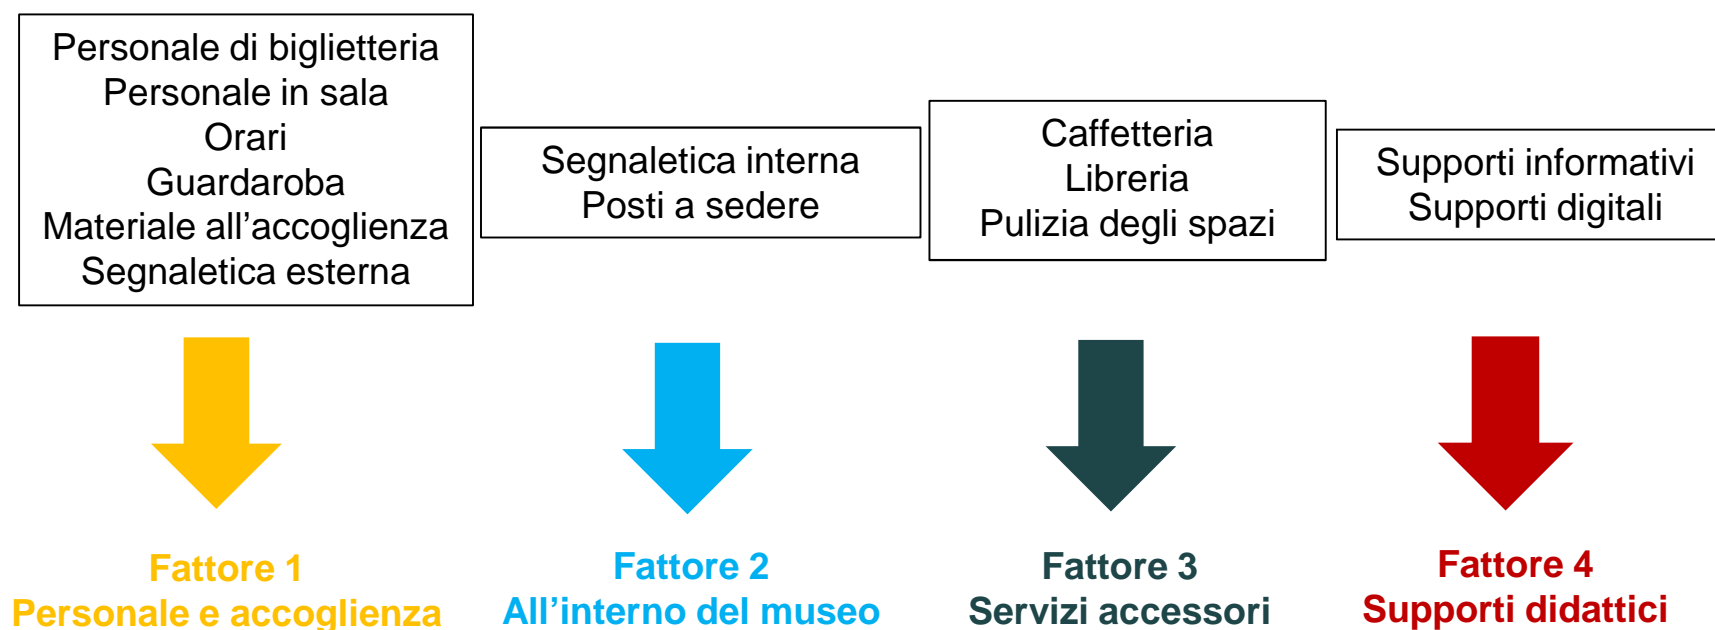 Personale di biglietteria
Personale in sala
Orari
Guardaroba
Materiale all’accoglienza
Segnaletica esterna
Segnaletica interna
Posti a sedere
Caffetteria
Libreria
Pulizia degli spazi
Supporti informativi
Supporti digitali
Fattore 1
Personale e accoglienza
Fattore 2
All’interno del museo
Fattore 3
Servizi accessori
Fattore 4
Supporti didattici